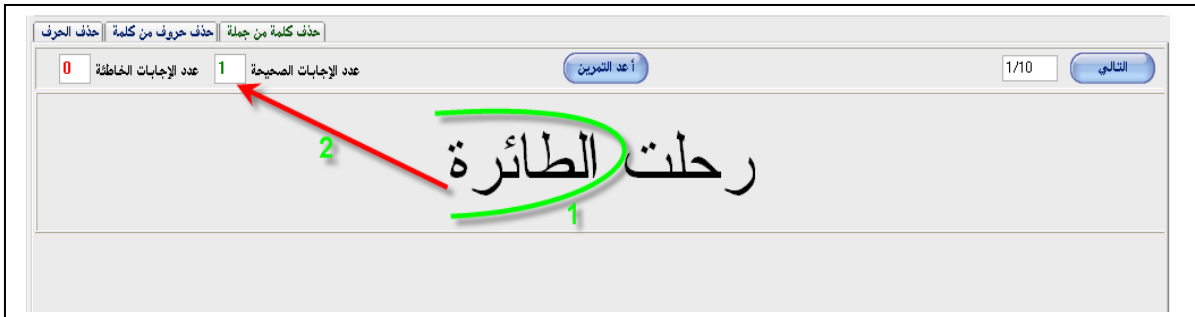 حذف كلمة من جملة حذف حروف من كلمة حذف الحرف
التالي 1/10 أعد التمرين عدد الإجابات الصحيحة 1 عدد الإجابات الخاطئة 0
رحلت الطائرة
2
1